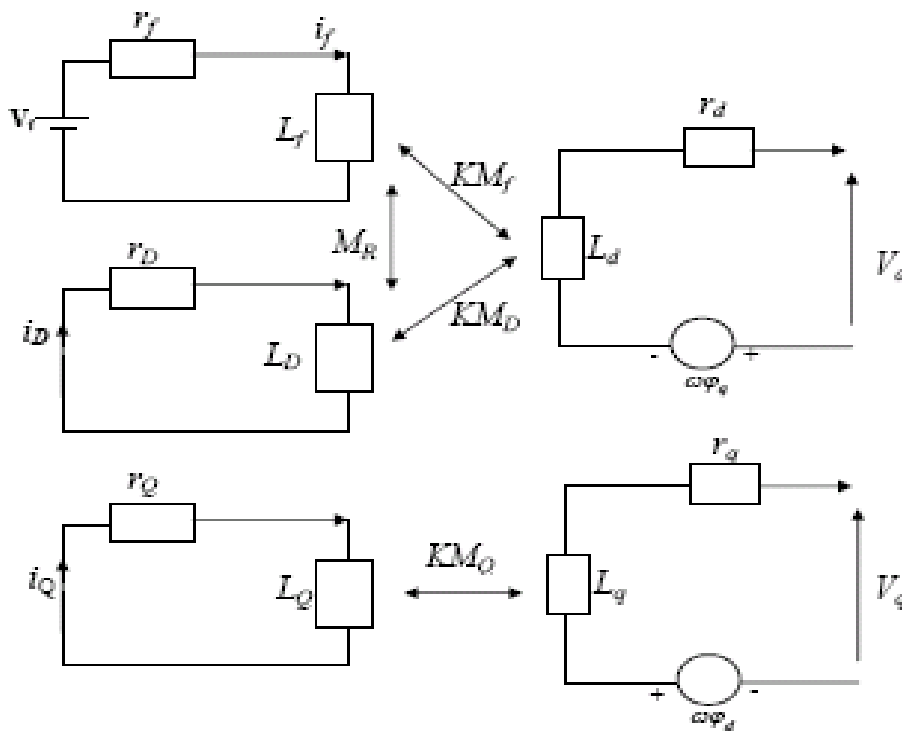 r_f
i_f
L_f
r_d
KM_f
M_R
L_d
r_D
KM_D
i_D
L_D
- +
ωφ_q
r_Q
r_q
i_Q
L_Q
KM_Q
L_q
+ -
ωφ_d